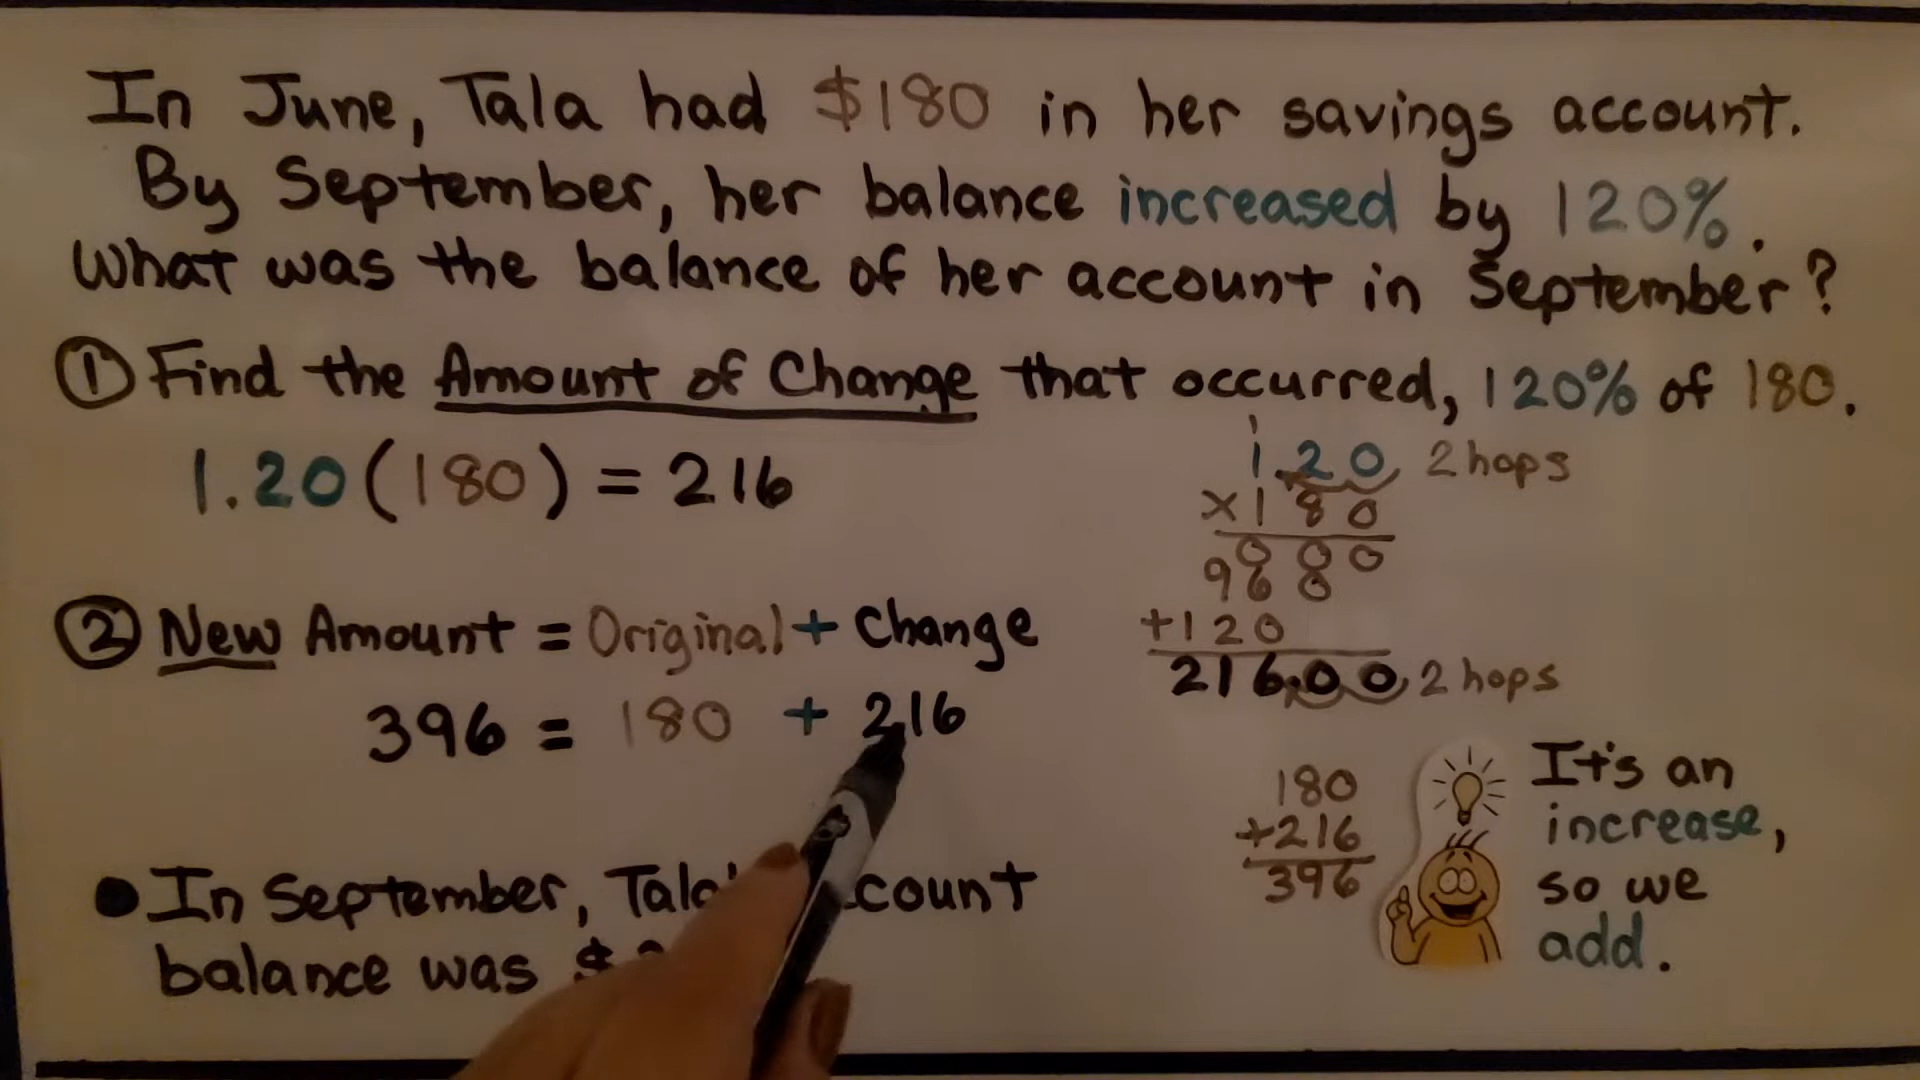 In June, Tala had $180 in her savings account.
By September, her balance increased by 120%.
What was the balance of her account in September?
① Find the Amount of Change that occurred, 120% of 180.
1.20(180) = 216
1
1.20 2 hops
×180
000
968
+120
216.00 2 hops
② New Amount = Original + Change
396 = 180 + 216
180
+216
396
It's an
increase,
so we
add.
• In September,
balance was $